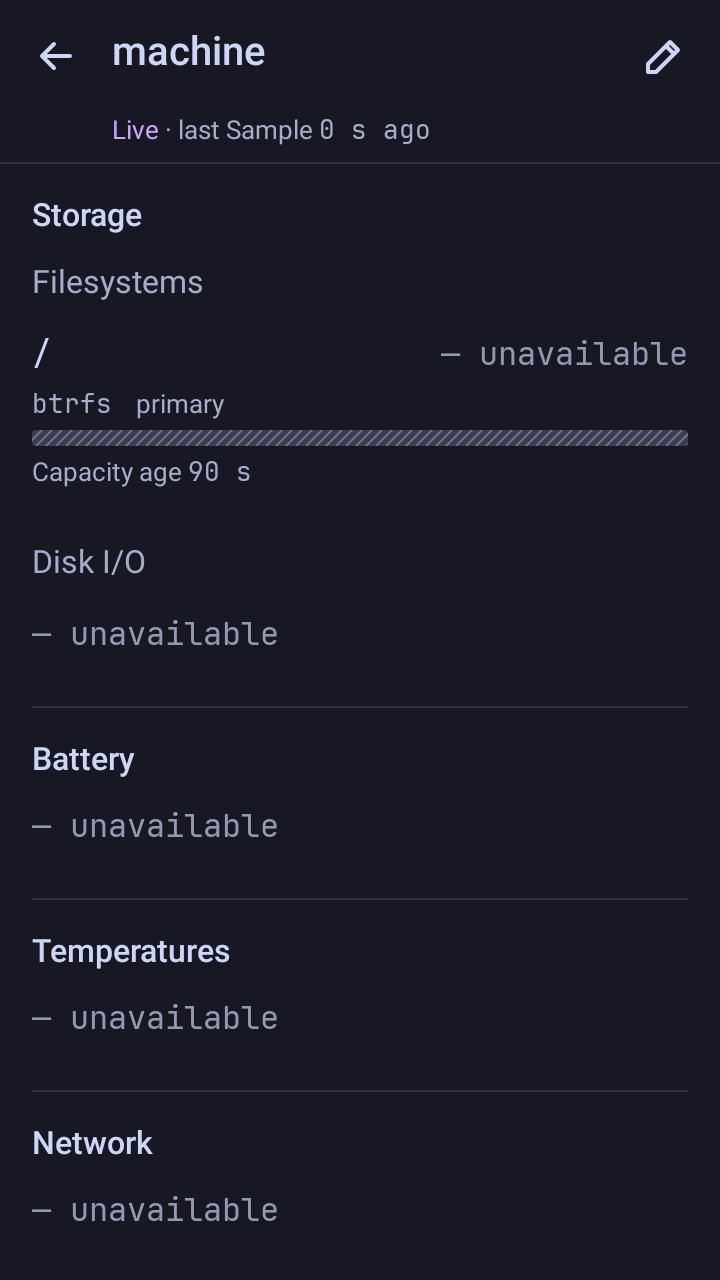 machine
Live · last Sample 0 s ago
Storage
Filesystems
/ — unavailable
btrfs primary
Capacity age 90 s
Disk I/O
— unavailable
Battery
— unavailable
Temperatures
— unavailable
Network
— unavailable